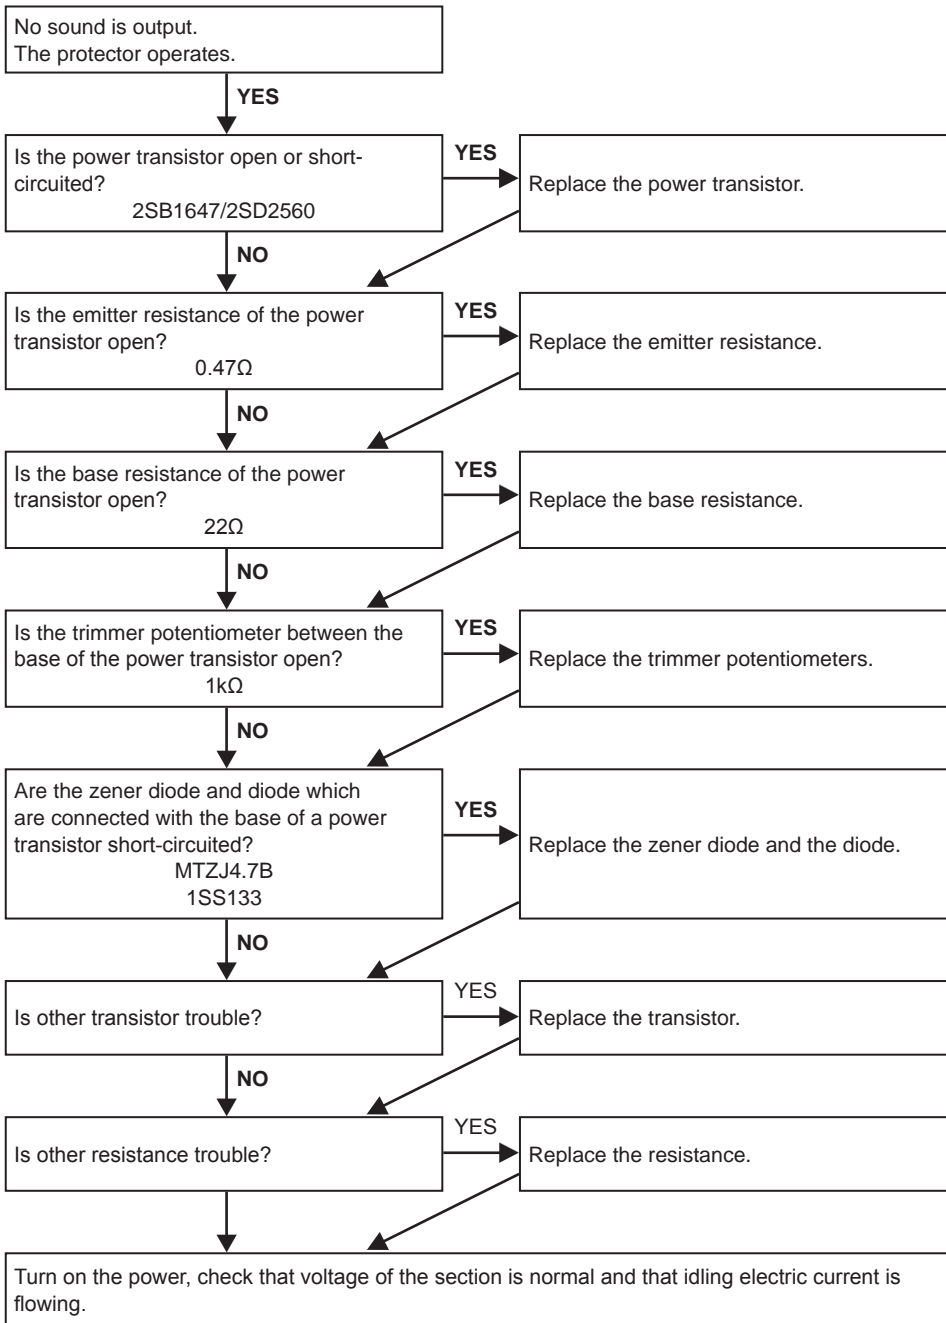 No sound is output.
The protector operates.
YES
Is the power transistor open or short-
circuited?
2SB1647/2SD2560
YES
Replace the power transistor.
NO
Is the emitter resistance of the power
transistor open?
0.47Ω
YES
Replace the emitter resistance.
NO
Is the base resistance of the power
transistor open?
22Ω
YES
Replace the base resistance.
NO
Is the trimmer potentiometer between the
base of the power transistor open?
1kΩ
YES
Replace the trimmer potentiometers.
NO
Are the zener diode and diode which
are connected with the base of a power
transistor short-circuited?
MTZJ4.7B
1SS133
YES
Replace the zener diode and the diode.
NO
Is other transistor trouble?
YES
Replace the transistor.
NO
Is other resistance trouble?
YES
Replace the resistance.
Turn on the power, check that voltage of the section is normal and that idling electric current is
flowing.